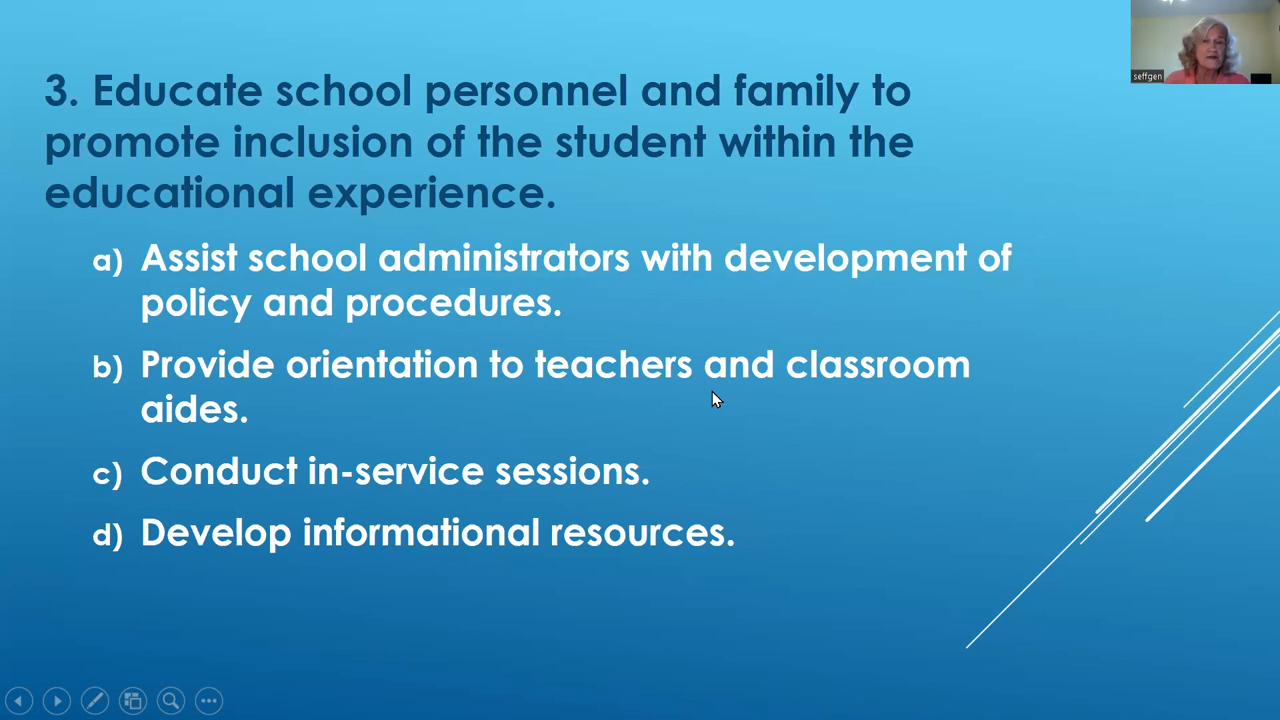 seffgen
3. Educate school personnel and family to
promote inclusion of the student within the
educational experience.
a) Assist school administrators with development of
policy and procedures.
b) Provide orientation to teachers and classroom
aides.
c) Conduct in-service sessions.
d) Develop informational resources.